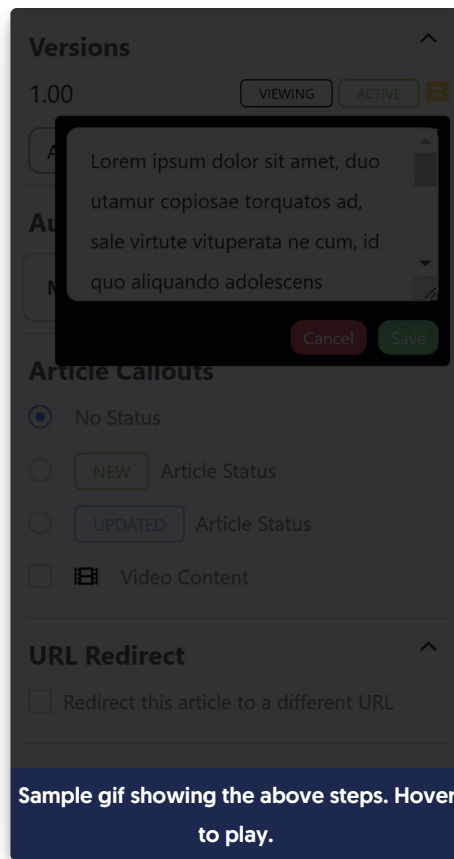 Versions
1.00 VIEWING ACTIVE
A
Lorem ipsum dolor sit amet, duo
utamur copiosae torquatos ad,
sale virtute vituperata ne cum, id
quo aliquando adolescens
Au
M
Cancel Save
Article Callouts
No Status
NEW Article Status
UPDATED Article Status
Video Content
URL Redirect
Redirect this article to a different URL
Sample gif showing the above steps. Hover
to play.